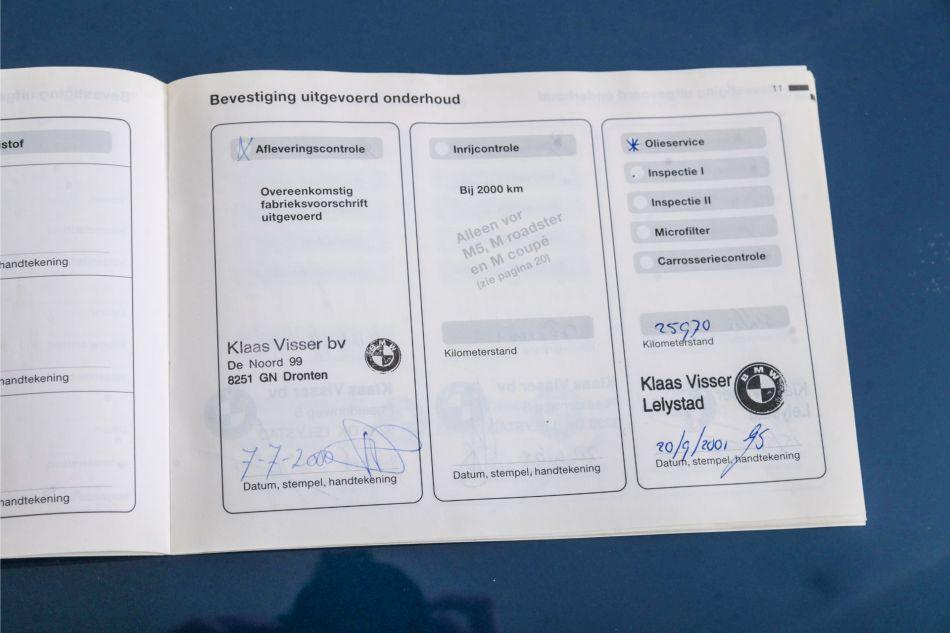 Bevestiging uitgevoerd onderhoud
11
stof
handtekening
handtekening
handtekening
Afleveringscontrole
Overeenkomstig
fabrieksvoorschrift
uitgevoerd
Klaas Visser bv
De Noord 99
8251 GN Dronten
BMW
7-7-2000
Datum, stempel, handtekening
Inrijcontrole
Bij 2000 km
Alleen vor
M5, M roadster
en M coupé
(zie pagina 20)
Kilometerstand
Datum, stempel, handtekening
Olieservice
Inspectie I
Inspectie II
Microfilter
Carrosseriecontrole
25970
Kilometerstand
Klaas Visser
Lelystad
BMW
20/9/2001
Datum, stempel, handtekening